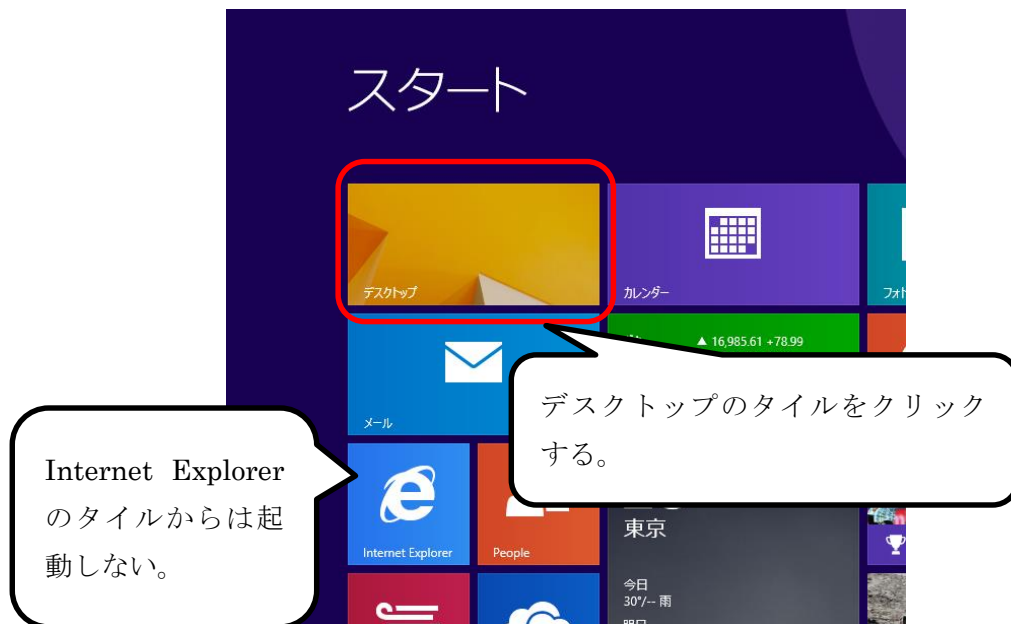 スタート
デスクトップ
カレンダー
▲ 16,985.61 +78.99
メール
デスクトップのタイルをクリック
する。
Internet Explorer
のタイルからは起
動しない。
Internet Explorer
People
東京
今日
30°/-- 雨